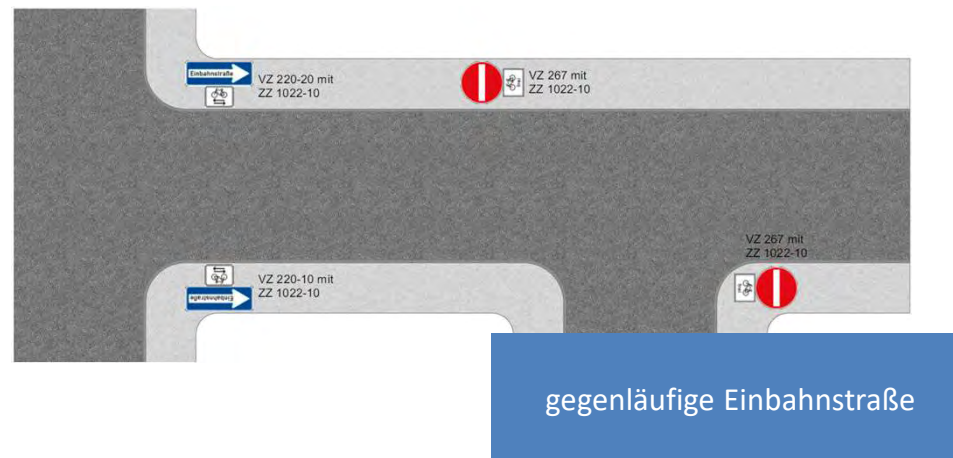 Einbahnstraße
VZ 220-20 mit
ZZ 1022-10
VZ 267 mit
ZZ 1022-10
VZ 267 mit
ZZ 1022-10
VZ 220-10 mit
ZZ 1022-10
Einbahnstraße
gegenläufige Einbahnstraße